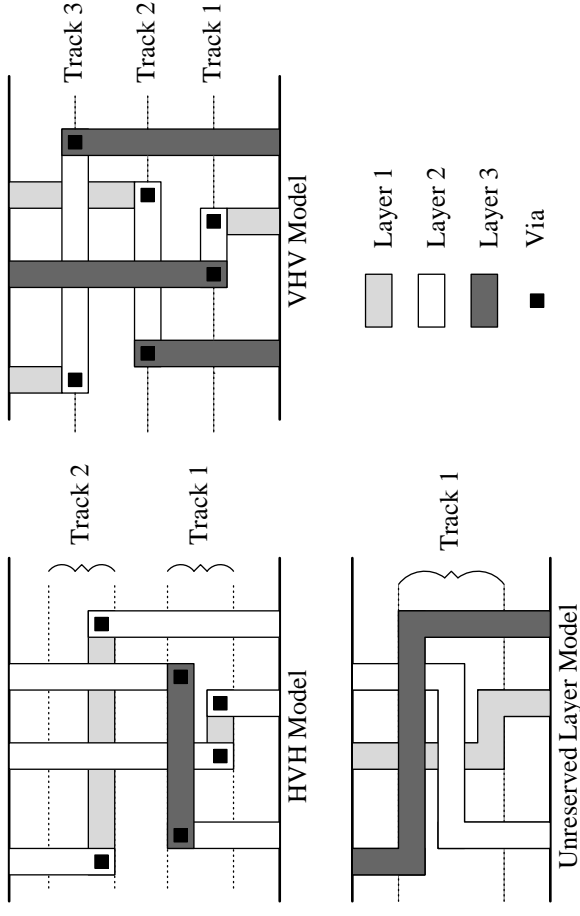 Track 2
Track 1
HVH Model
Track 3
Track 2
Track 1
VHV Model
Track 1
Unreserved Layer Model
Layer 1
Layer 2
Layer 3
Via